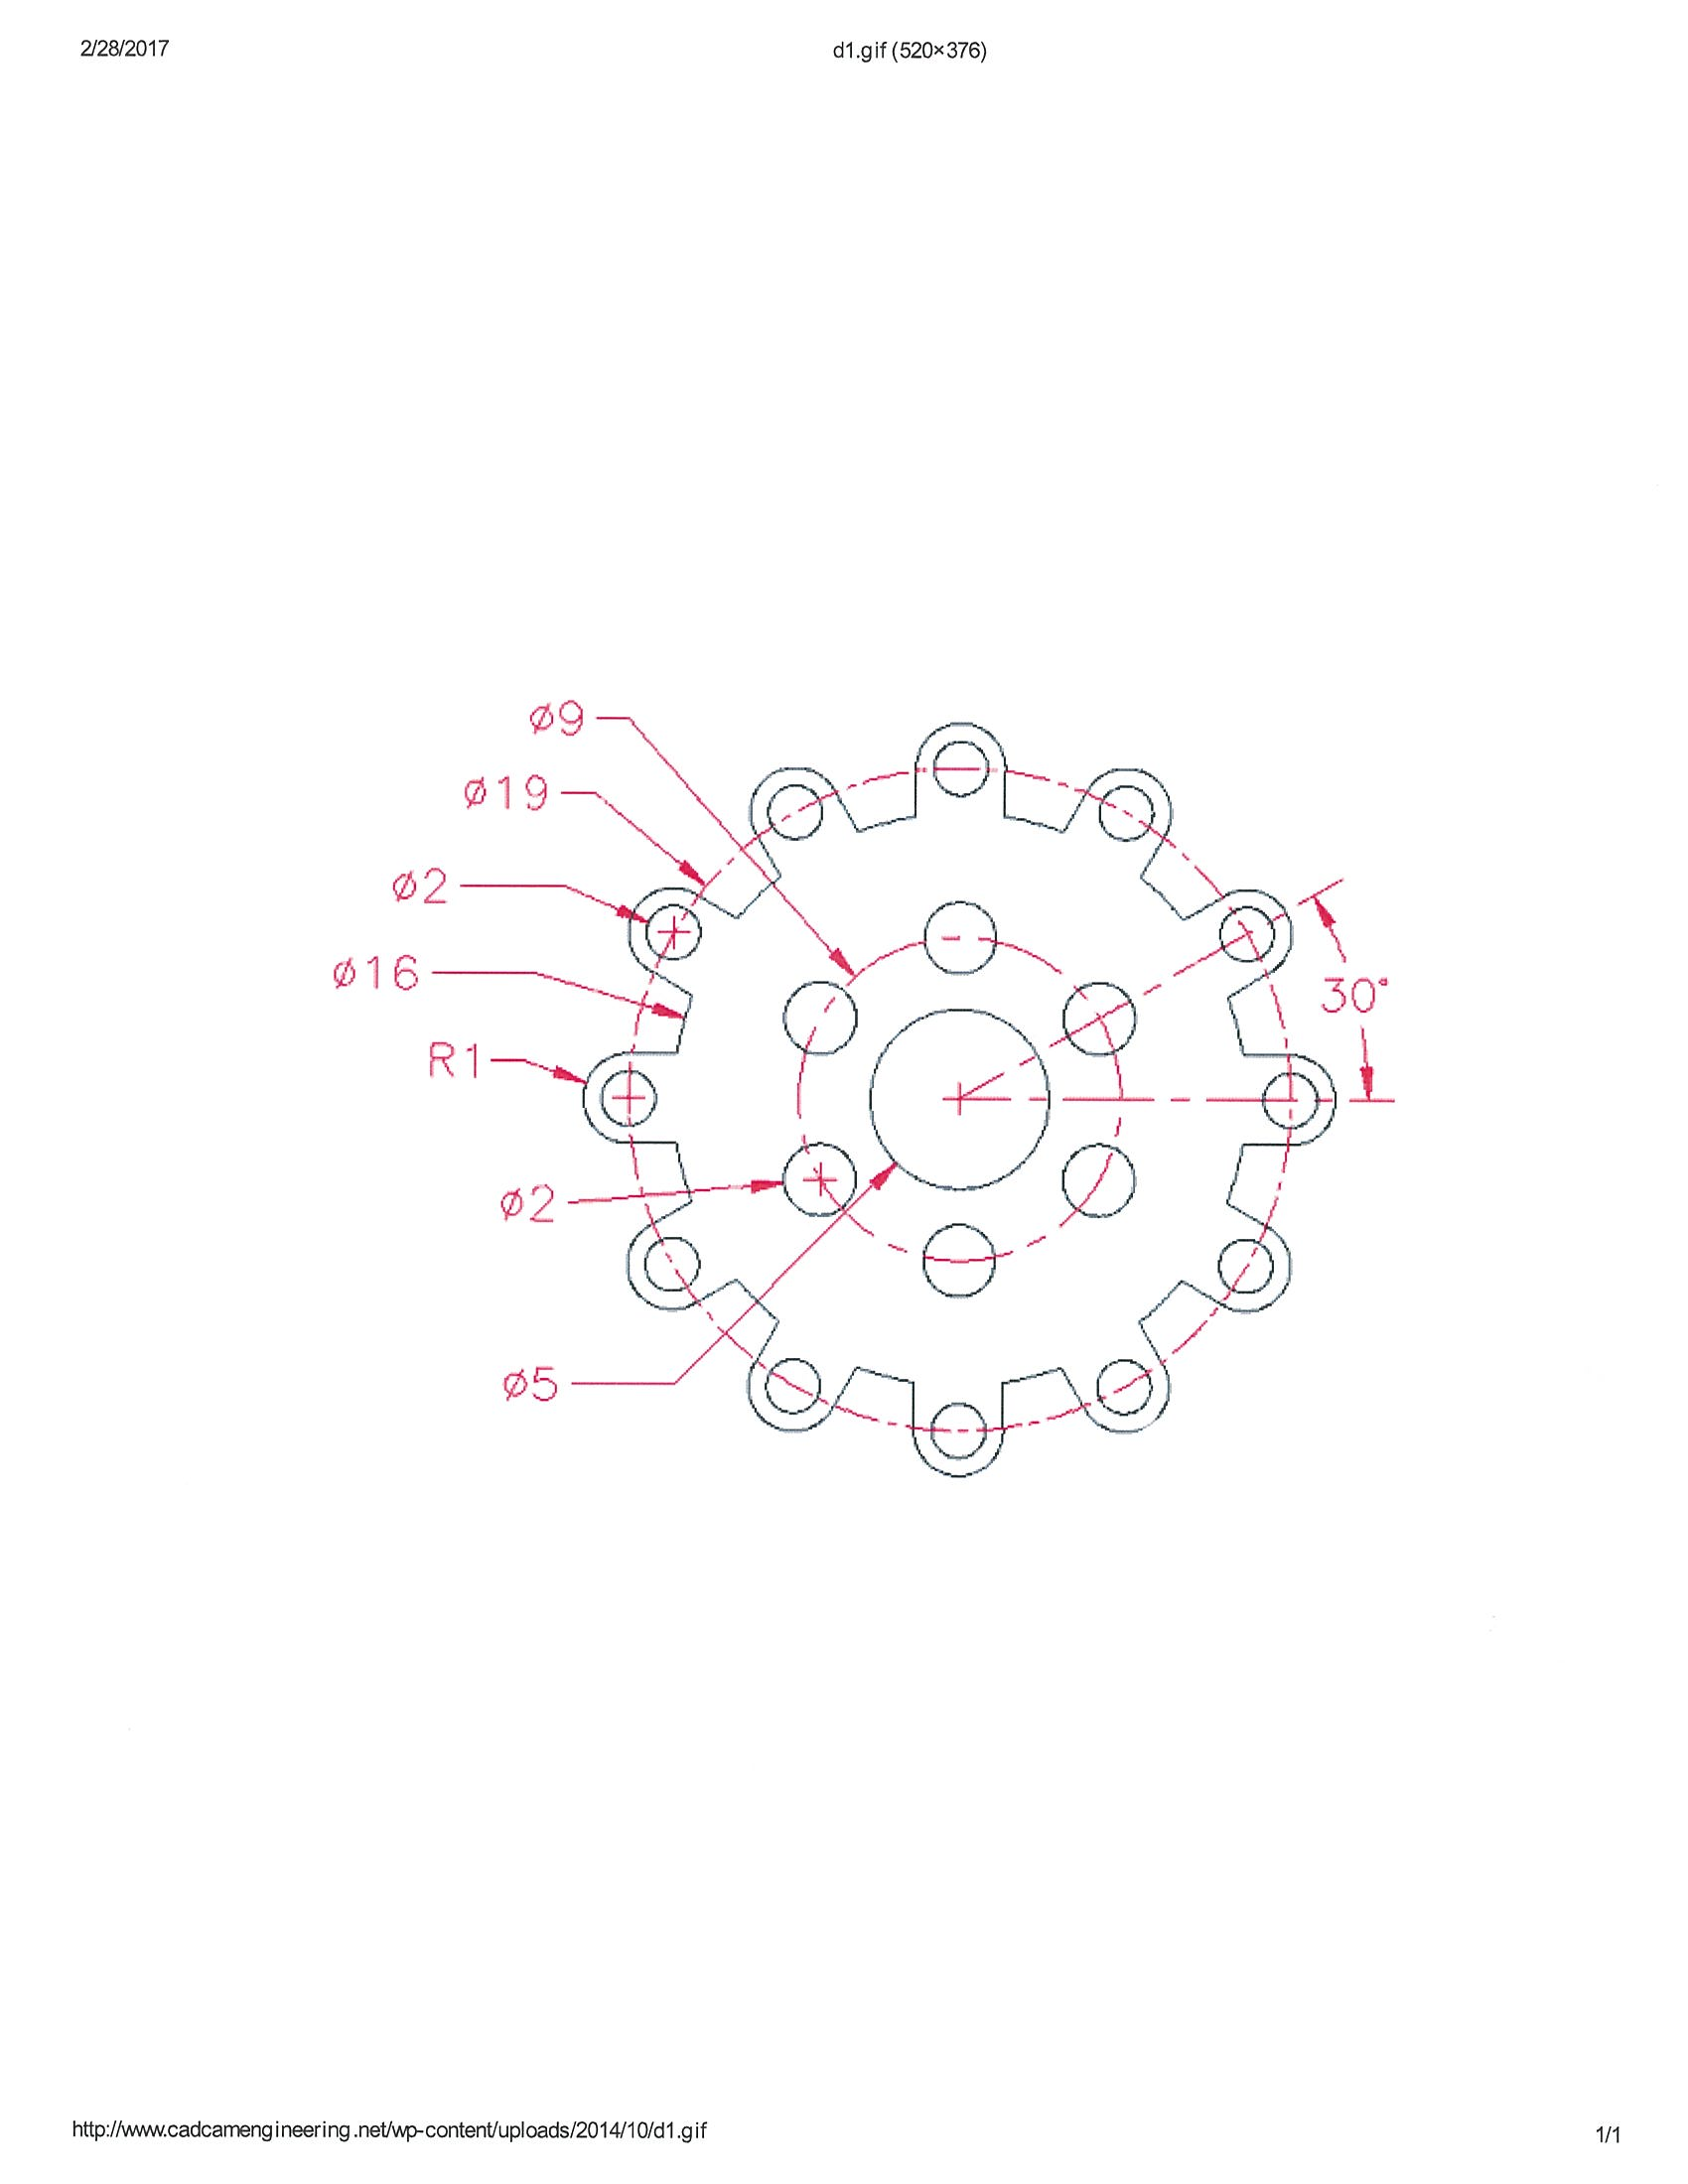 2/28/2017
d1.gif (520×376)
ø9
ø19
ø2
ø16
30°
R1
ø2
ø5
http://www.cadcamengineering.net/wp-content/uploads/2014/10/d1.gif
1/1